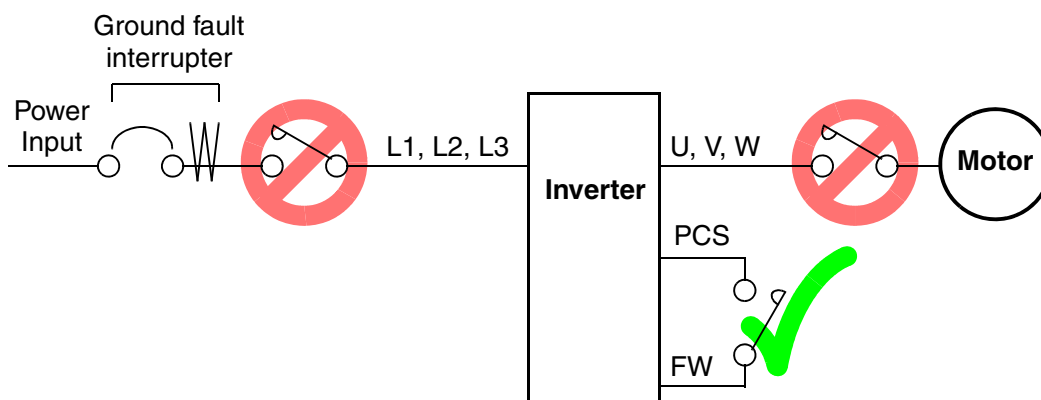 Ground fault
interrupter
Power
Input
L1, L2, L3
Inverter
U, V, W
Motor
PCS
FW